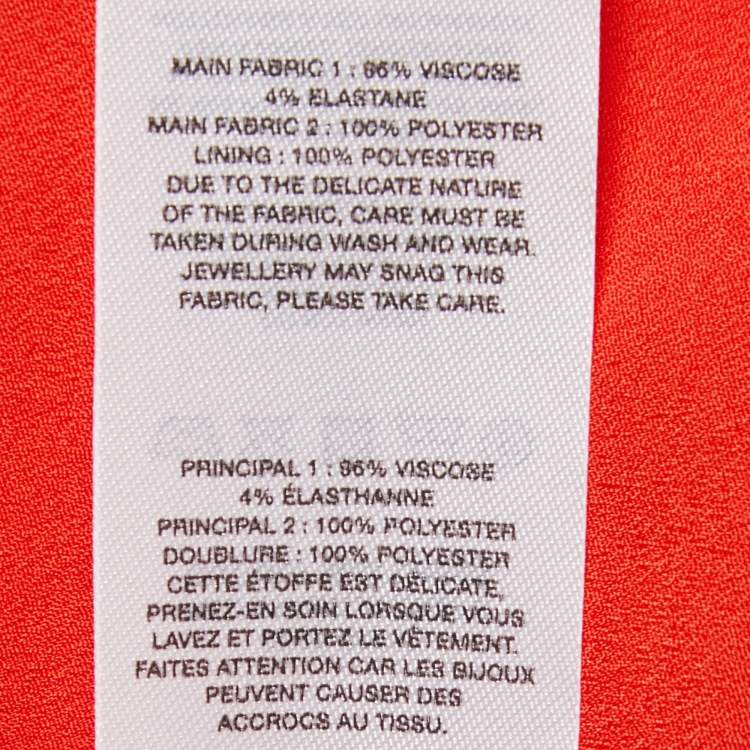 MAIN FABRIC 1 : 96% VISCOSE
4% ELASTANE
MAIN FABRIC 2 : 100% POLYESTER
LINING : 100% POLYESTER
DUE TO THE DELICATE NATURE
OF THE FABRIC, CARE MUST BE
TAKEN DURING WASH AND WEAR.
JEWELLERY MAY SNAG THIS
FABRIC, PLEASE TAKE CARE.
PRINCIPAL 1 : 96% VISCOSE
4% ÉLASTHANNE
PRINCIPAL 2 : 100% POLYESTER
DOUBLURE : 100% POLYESTER
CETTE ÉTOFFE EST DÉLICATE,
PRENEZ-EN SOIN LORSQUE VOUS
LAVEZ ET PORTEZ LE VÊTEMENT.
FAITES ATTENTION CAR LES BIJOUX
PEUVENT CAUSER DES
ACCROCS AU TISSU.